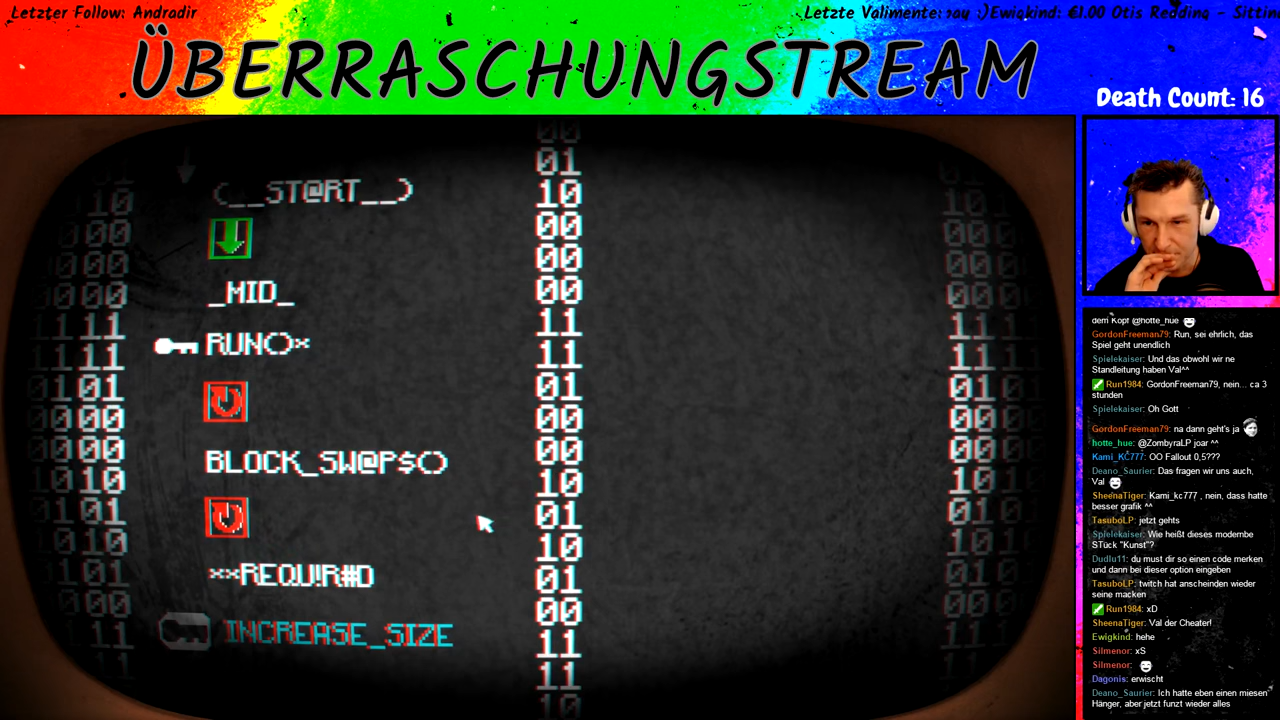 Letzter Follow: Andradir
Letzte Valimente: say :)Ewigkind: €1.00 Otis Redding - Sittin
ÜBERRASCHUNGSTREAM
Death Count: 16
(__ST@RT__)
_MID_
RUN()*
BLOCK_SW@P$()
**REQU!R#D
INCREASE_SIZE
00
01
10
00
00
00
11
11
01
00
00
10
01
10
01
00
11
11
10
dem Kopf @hotte_hue
GordonFreeman79: Run, sei ehrlich, das
Spiel geht unendlich
Spielekaiser: Und das obwohl wir ne
Standleitung haben Val^^
Run1984: GordonFreeman79, nein... ca 3
stunden
Spielekaiser: Oh Gott
GordonFreeman79: na dann geht's ja
hotte_hue: @ZombyraLP joar ^^
Kami_KC777: OO Fallout 0,5???
Deano_Saurier: Das fragen wir uns auch,
Val
SheenaTiger: Kami_kc777 , nein, dass hatte
besser grafik ^^
TasuboLP: jetzt gehts
Spielekaiser: Wie heißt dieses modernbe
STück "Kunst"?
Dudlu11: du must dir so einen code merken
und dann bei dieser option eingeben
TasuboLP: twitch hat anscheinden wieder
seine macken
Run1984: xD
SheenaTiger: Val der Cheater!
Ewigkind: hehe
Silmenor: xS
Silmenor:
Dagonis: erwischt
Deano_Saurier: Ich hatte eben einen miesen
Hänger, aber jetzt funzt wieder alles